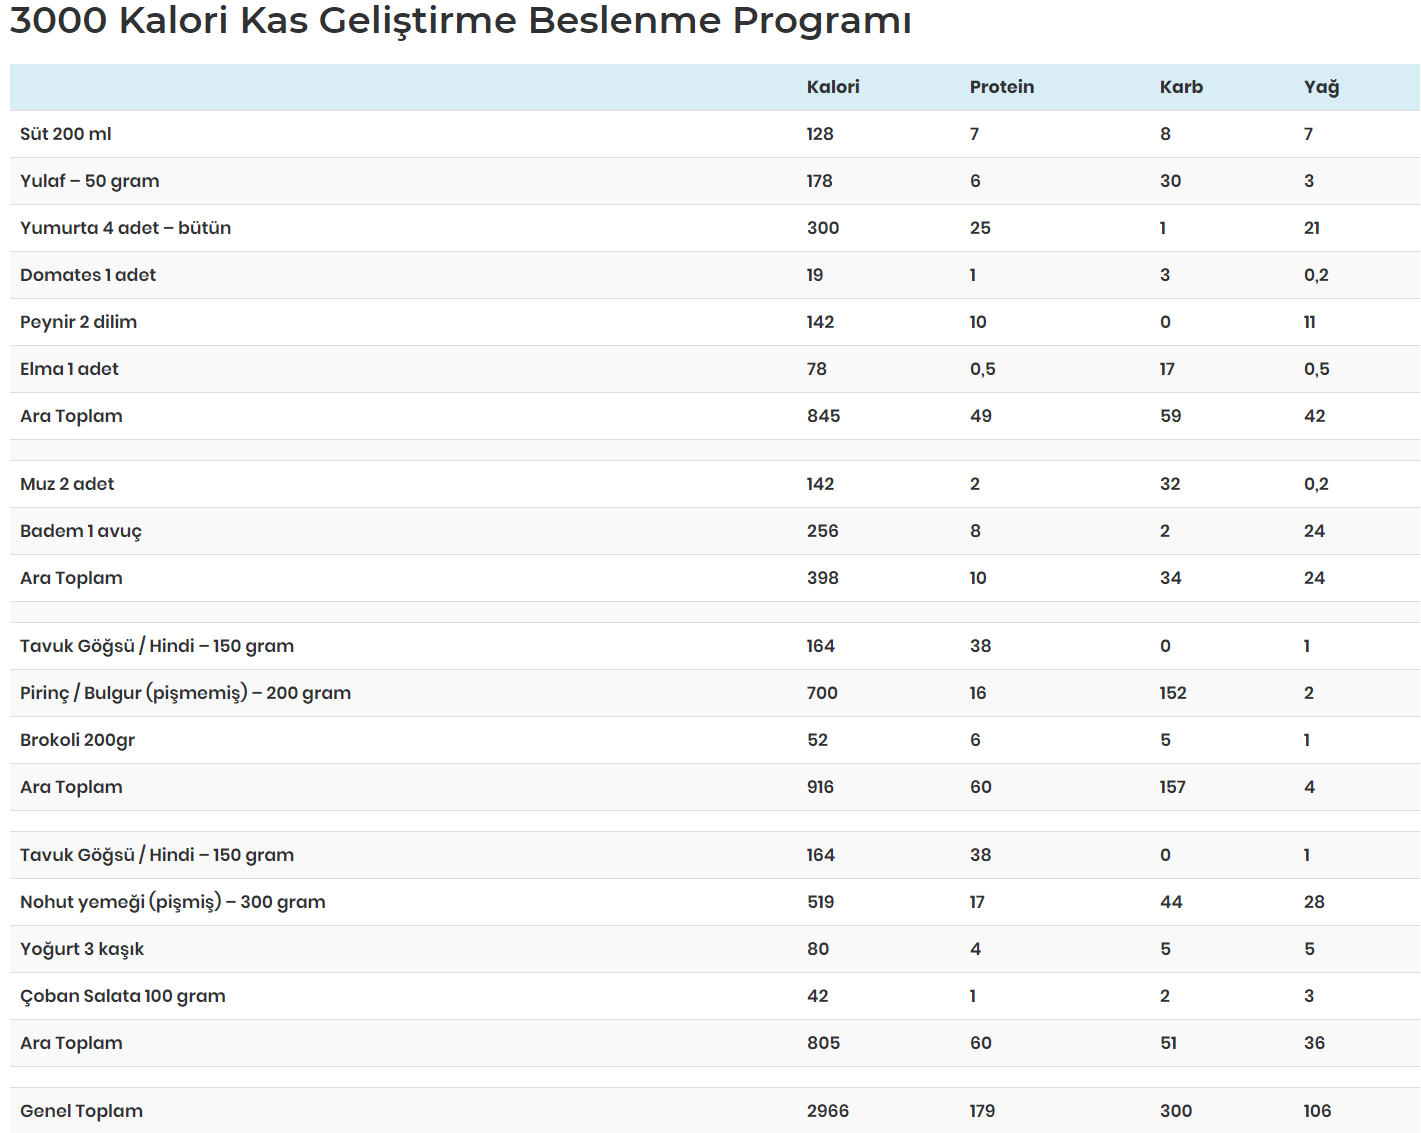 3000 Kalori Kas Geliştirme Beslenme Programı
Kalori Protein Karb Yağ
Süt 200 ml 128 7 8 7
Yulaf – 50 gram 178 6 30 3
Yumurta 4 adet – bütün 300 25 1 21
Domates 1 adet 19 1 3 0,2
Peynir 2 dilim 142 10 0 11
Elma 1 adet 78 0,5 17 0,5
Ara Toplam 845 49 59 42
Muz 2 adet 142 2 32 0,2
Badem 1 avuç 256 8 2 24
Ara Toplam 398 10 34 24
Tavuk Göğsü / Hindi – 150 gram 164 38 0 1
Pirinç / Bulgur (pişmemiş) – 200 gram 700 16 152 2
Brokoli 200gr 52 6 5 1
Ara Toplam 916 60 157 4
Tavuk Göğsü / Hindi – 150 gram 164 38 0 1
Nohut yemeği (pişmiş) – 300 gram 519 17 44 28
Yoğurt 3 kaşık 80 4 5 5
Çoban Salata 100 gram 42 1 2 3
Ara Toplam 805 60 51 36
Genel Toplam 2966 179 300 106